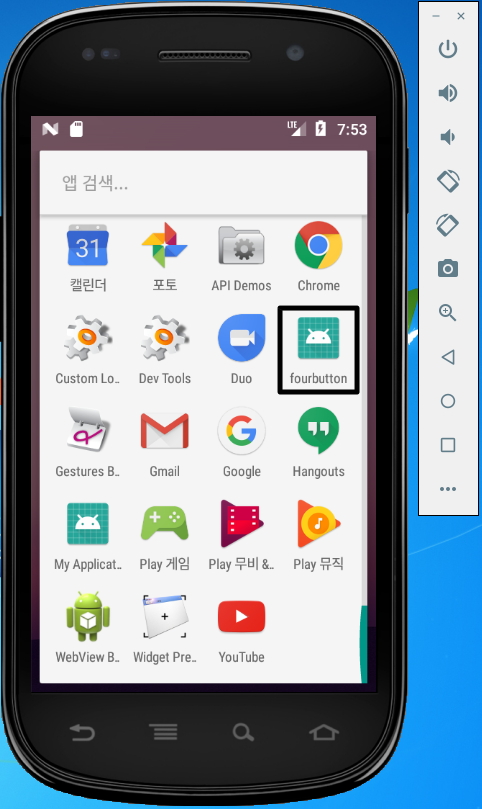 LTE 7:53
앱 검색...
31
캘린더 포토 API Demos Chrome
Custom Lo.. Dev Tools Duo fourbutton
Gestures B.. Gmail Google Hangouts
My Applicat.. Play 게임 Play 무비 &.. Play 뮤직
WebView B.. Widget Pre.. YouTube